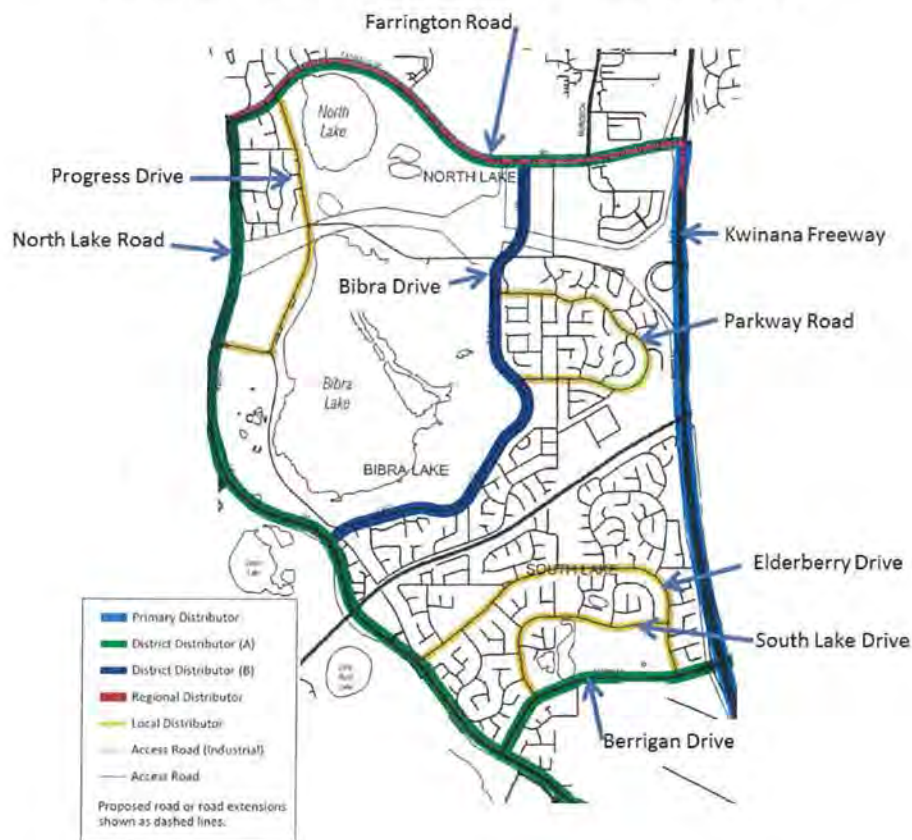 Farrington Road
North
Lake
Progress Drive
NORTH LAKE
North Lake Road
Kwinana Freeway
Bibra Drive
Parkway Road
Bibra
Lake
BIBRA LAKE
SOUTH LAKE
Elderberry Drive
South Lake Drive
Berrigan Drive
Primary Distributor
District Distributor (A)
District Distributor (B)
Regional Distributor
Local Distributor
Access Road (Industrial)
Access Road
Proposed road or road extensions
shown as dashed lines.